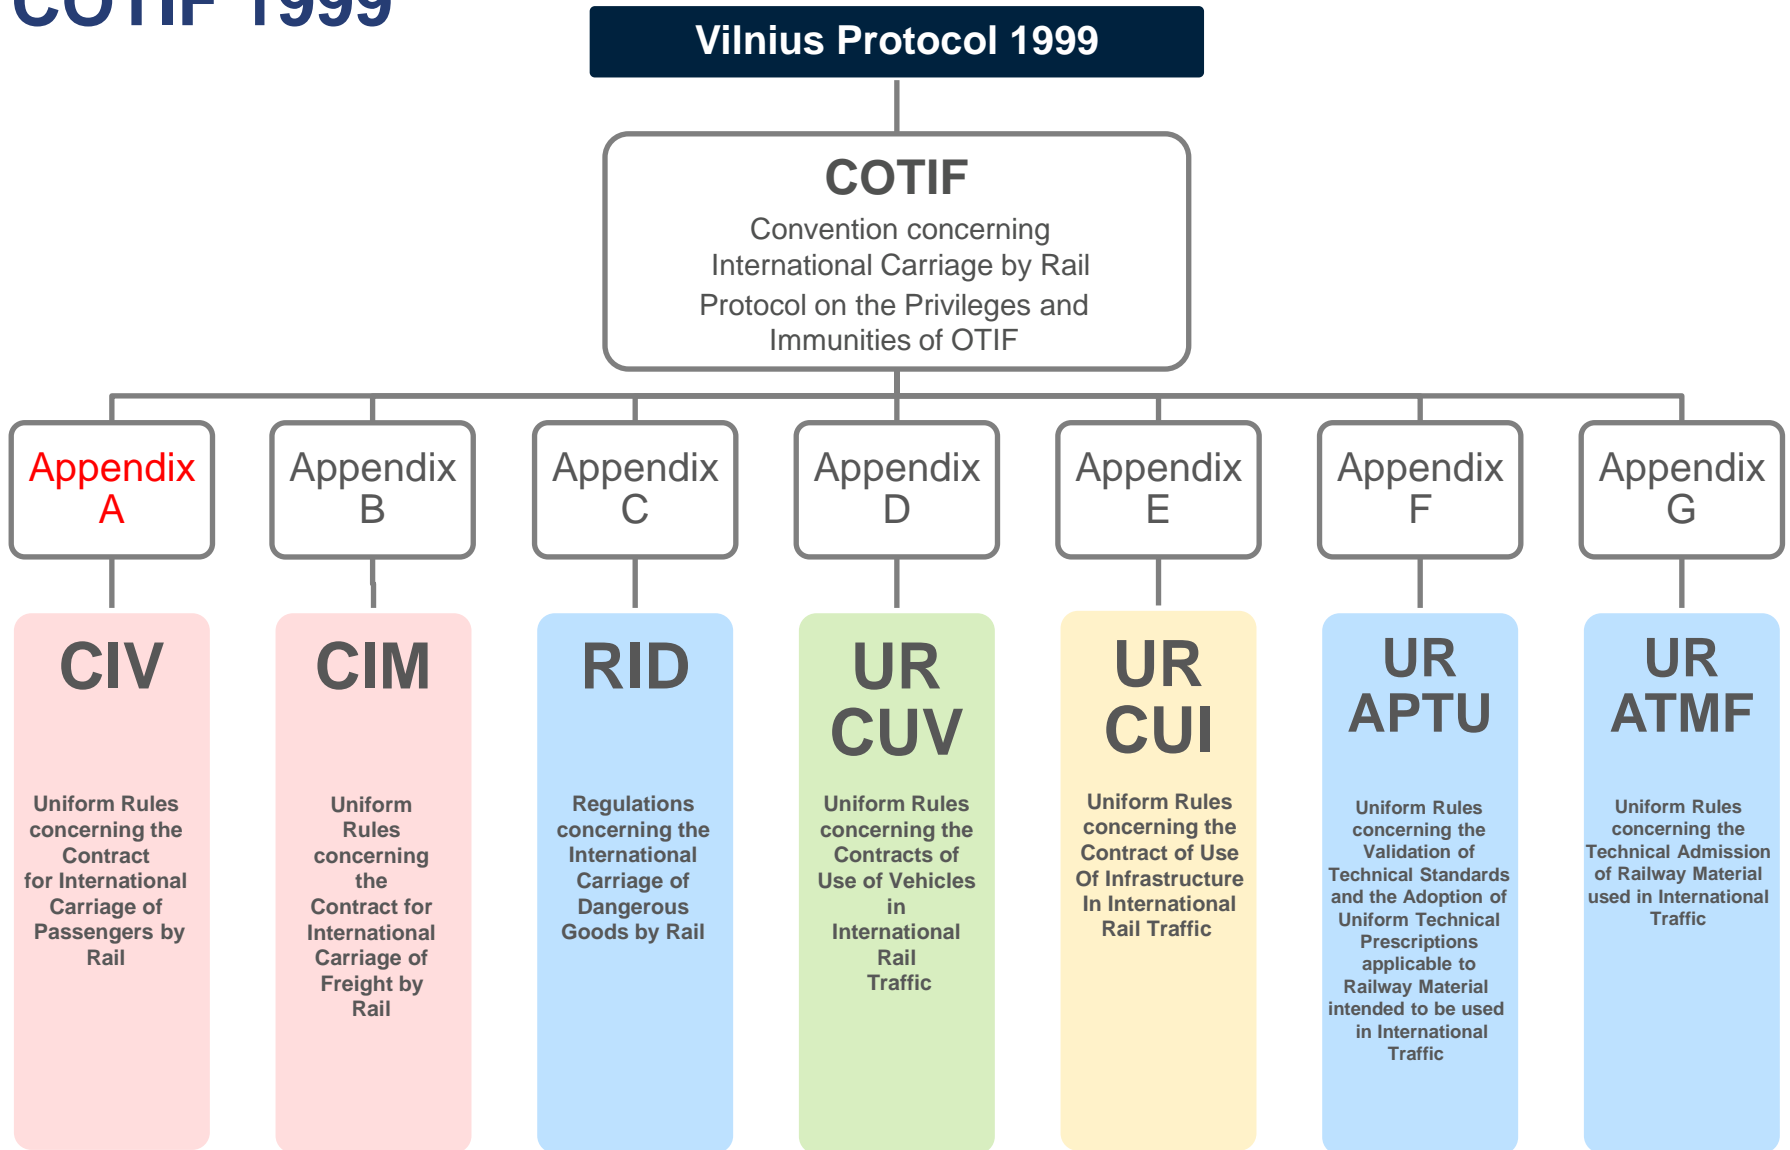 COTIF 1999
Vilnius Protocol 1999
COTIF
Convention concerning
International Carriage by Rail
Protocol on the Privileges and
Immunities of OTIF
Appendix
A
Appendix
B
Appendix
C
Appendix
D
Appendix
E
Appendix
F
Appendix
G
CIV
Uniform Rules
concerning the
Contract
for International
Carriage of
Passengers by
Rail
CIM
Uniform
Rules
concerning
the
Contract for
International
Carriage of
Freight by
Rail
RID
Regulations
concerning the
International
Carriage of
Dangerous
Goods by Rail
UR
CUV
Uniform Rules
concerning the
Contracts of
Use of Vehicles
in
International
Rail
Traffic
UR
CUI
Uniform Rules
concerning the
Contract of Use
Of Infrastructure
In International
Rail Traffic
UR
APTU
Uniform Rules
concerning the
Validation of
Technical Standards
and the Adoption of
Uniform Technical
Prescriptions
applicable to
Railway Material
intended to be used
in International
Traffic
UR
ATMF
Uniform Rules
concerning the
Technical Admission
of Railway Material
used in International
Traffic